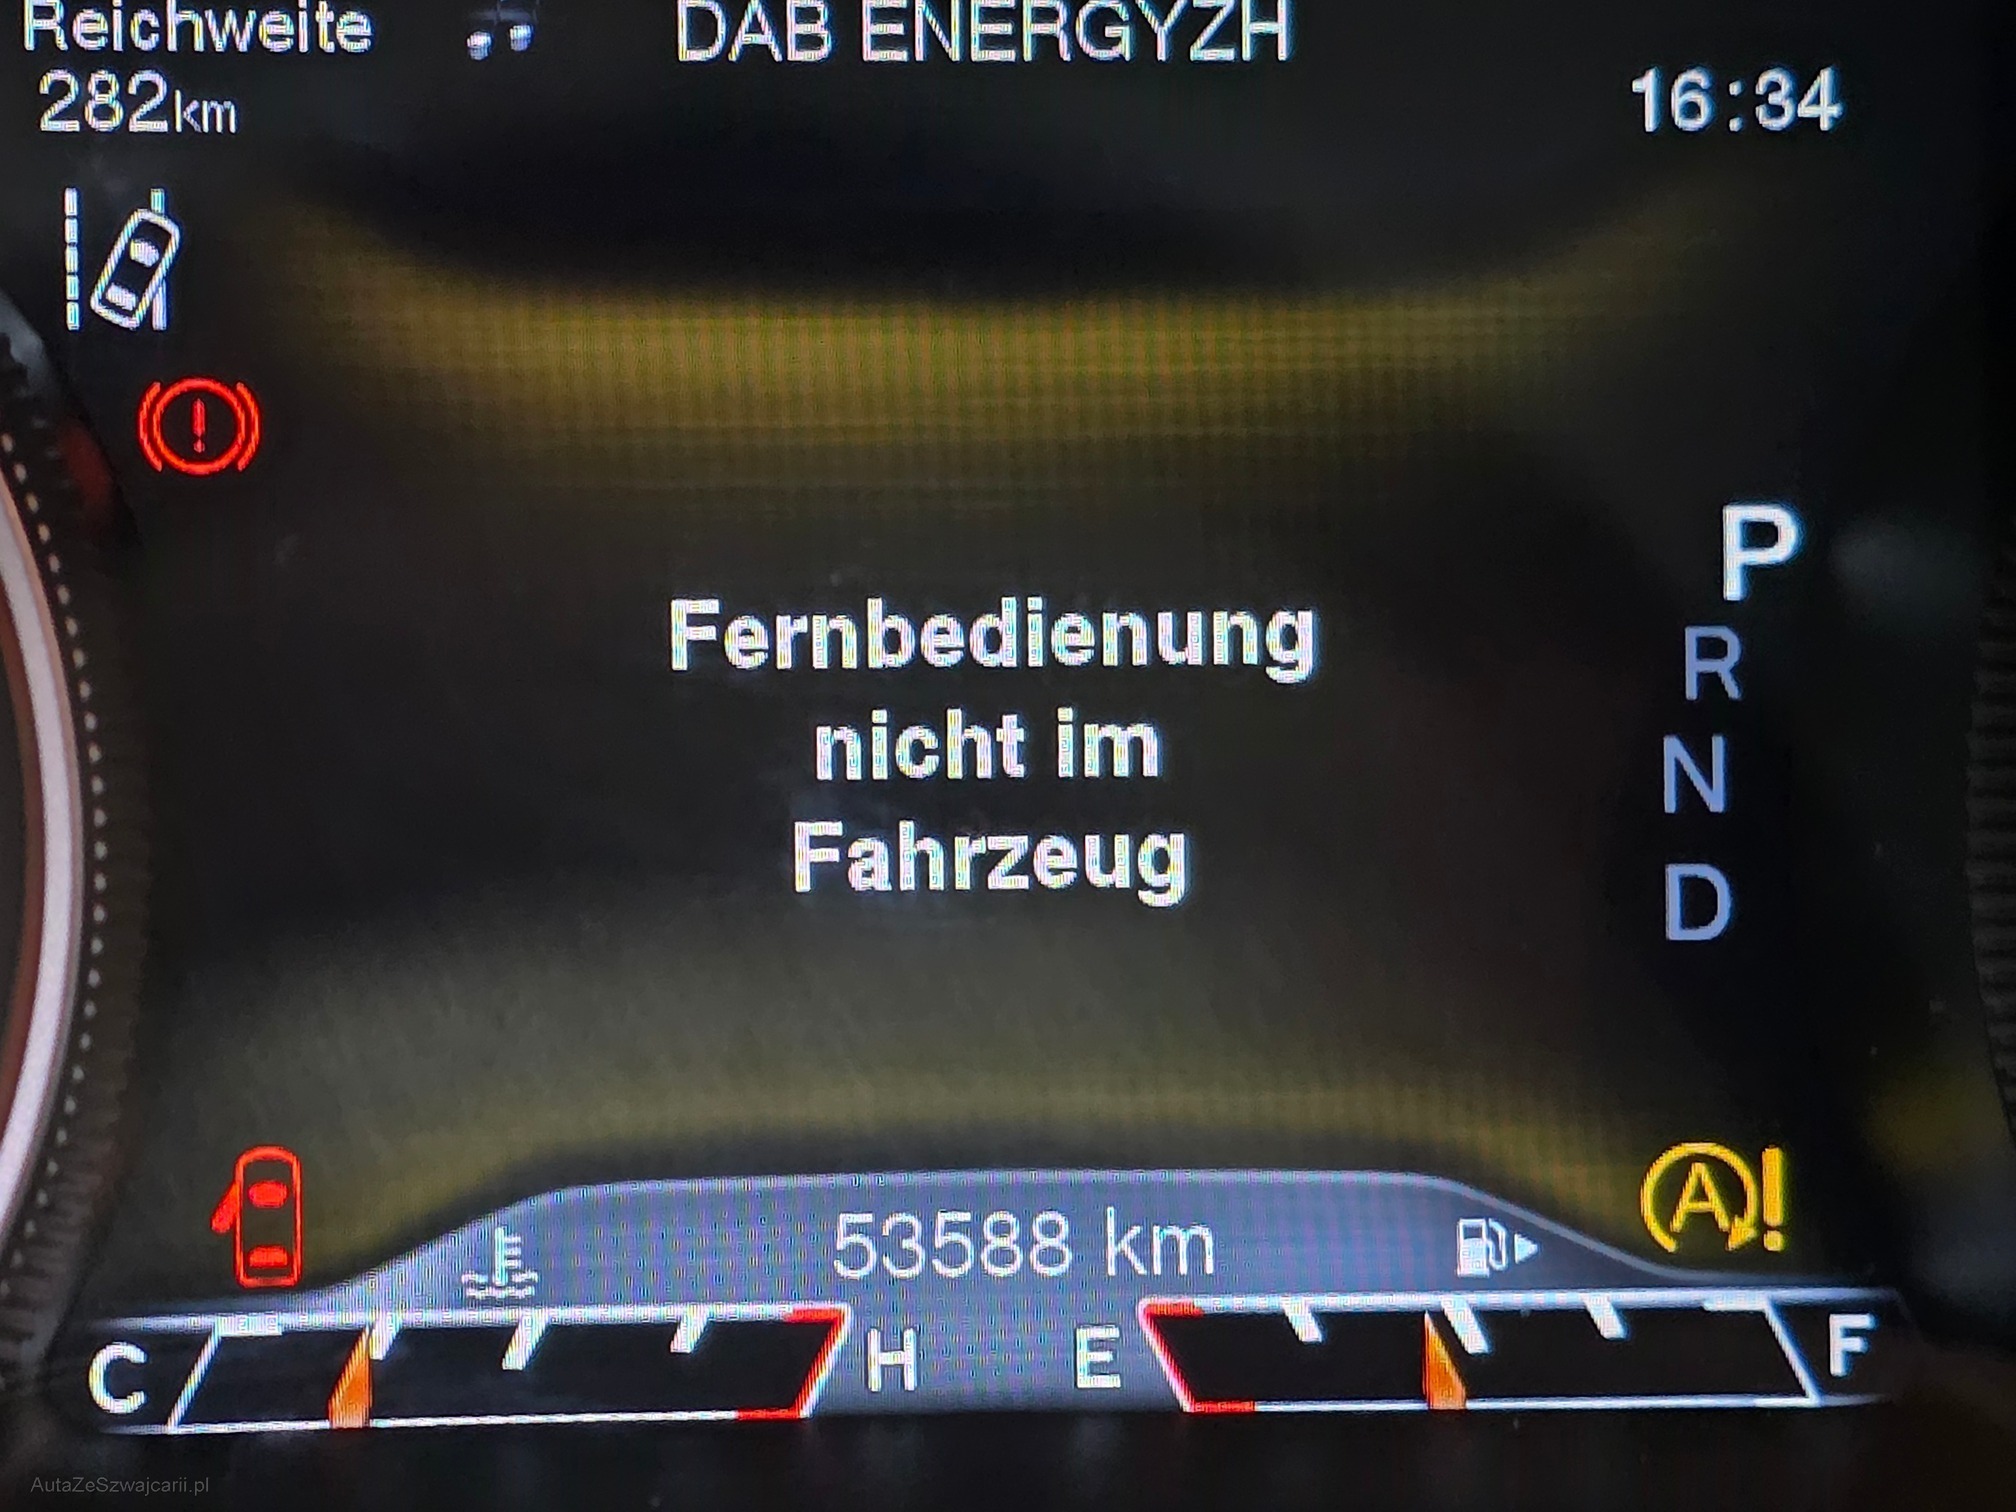 Reichweite
DAB ENERGYZH
282km
16:34
P
R
N
D
Fernbedienung
nicht im
Fahrzeug
A!
53588 km
C
H
E
F
AutaZeSzwajcarii.pl